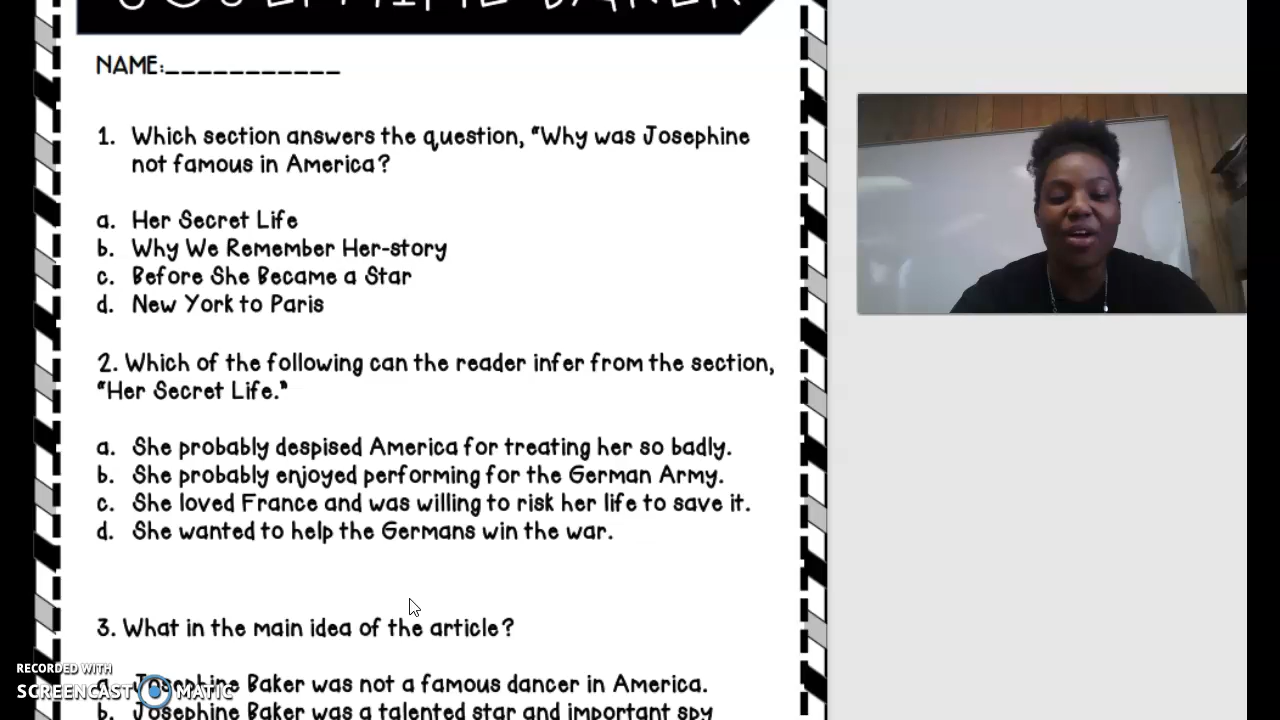 JOSEPHINE BAKER
NAME:___________
1. Which section answers the question, "Why was Josephine
not famous in America?
a. Her Secret Life
b. Why We Remember Her-story
c. Before She Became a Star
d. New York to Paris
2. Which of the following can the reader infer from the section,
"Her Secret Life."
a. She probably despised America for treating her so badly.
b. She probably enjoyed performing for the German Army.
c. She loved France and was willing to risk her life to save it.
d. She wanted to help the Germans win the war.
3. What in the main idea of the article?
a. Josephine Baker was not a famous dancer in America.
b. Josephine Baker was a talented star and important spy
RECORDED WITH
SCREENCAST MATIC